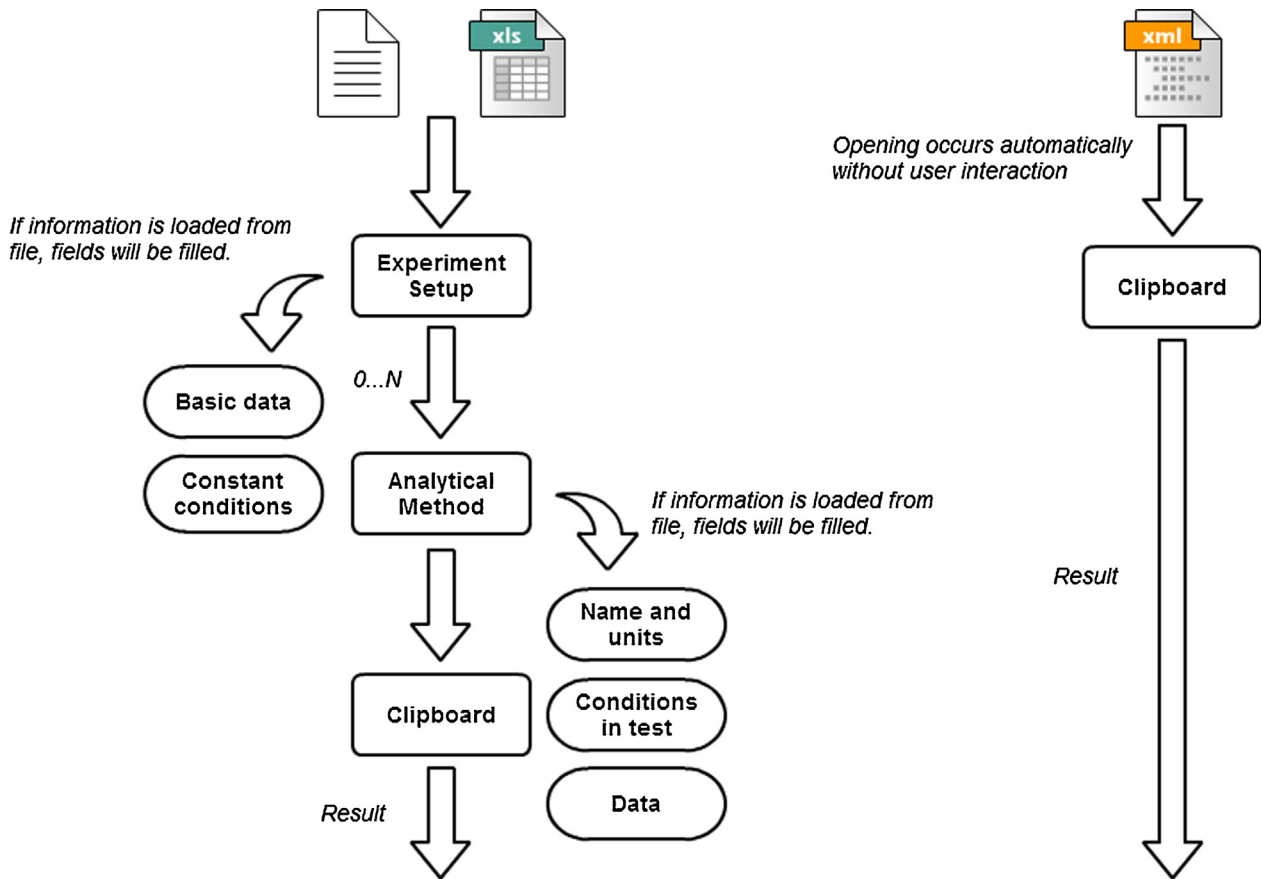 xls
xml
Opening occurs automatically
without user interaction
If information is loaded from
file, fields will be filled.
Experiment
Setup
Clipboard
0...N
Basic data
Constant
conditions
Analytical
Method
If information is loaded from
file, fields will be filled.
Result
Name and
units
Clipboard
Conditions
in test
Data
Result